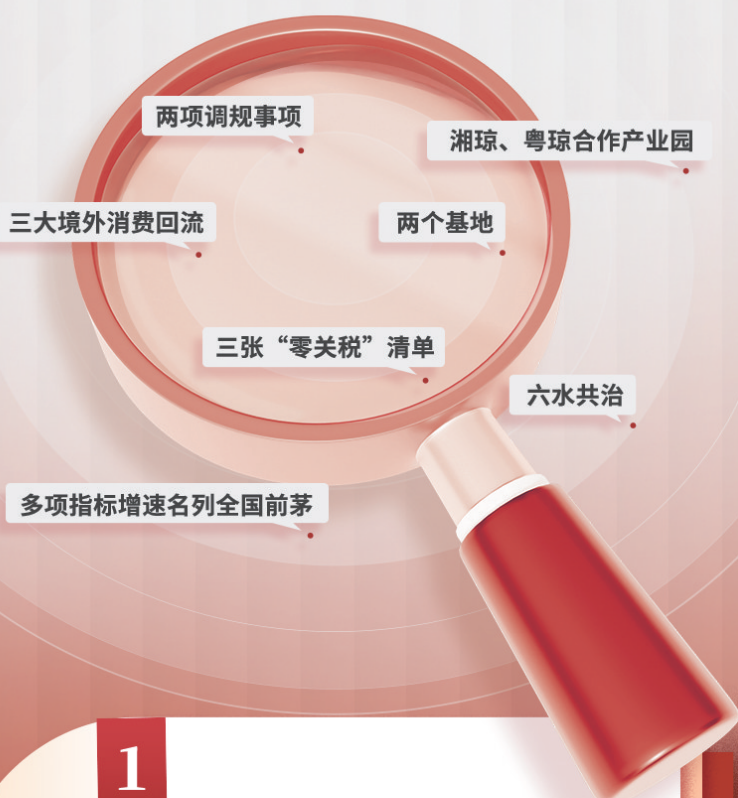 两项调规事项
湘琼、粤琼合作产业园
三大境外消费回流
两个基地
三张“零关税”清单
六水共治
多项指标增速名列全国前茅
1